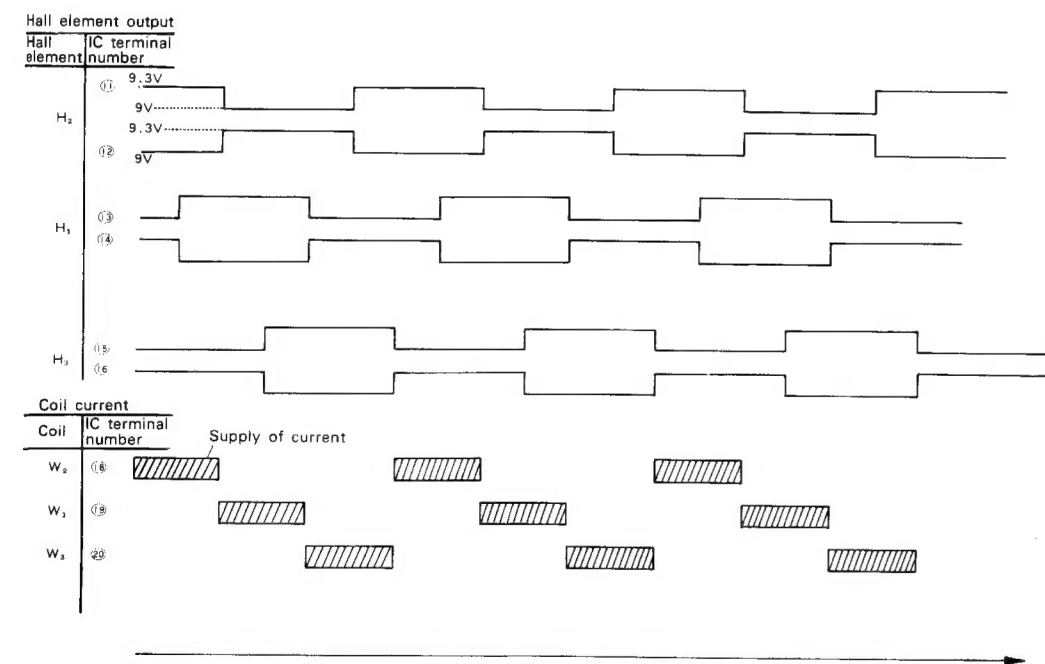 Hall element output
Hall element
IC terminal number
H₂
⑪ 9.3V
9V
9.3V
⑫ 9V
H₁
⑬
⑭
H₃
⑮
⑯
Coil current
Coil
IC terminal number
Supply of current
W₂ ⑱
W₁ ⑲
W₃ ⑳